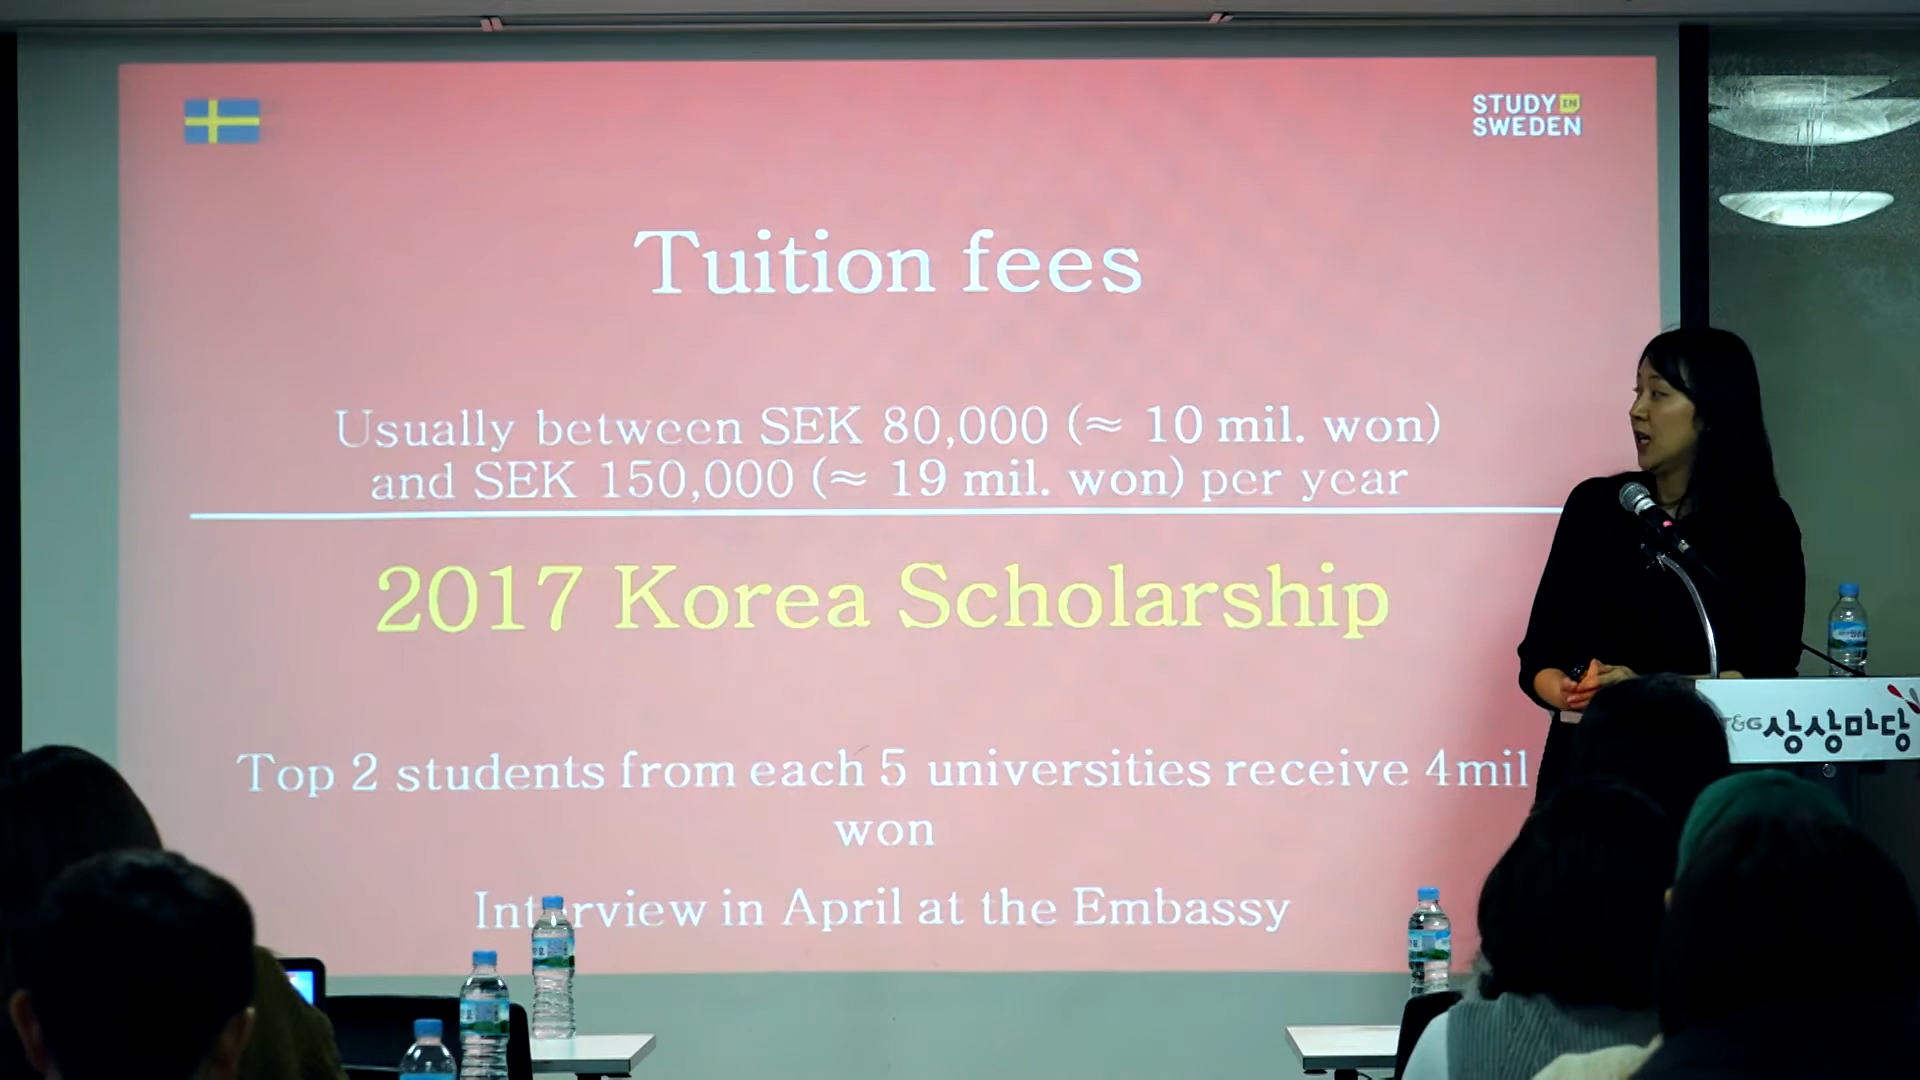 STUDY IN
SWEDEN
Tuition fees
Usually between SEK 80,000 (≈ 10 mil. won)
and SEK 150,000 (≈ 19 mil. won) per year
2017 Korea Scholarship
Top 2 students from each 5 universities receive 4mil
won
Interview in April at the Embassy
T&G상상마당